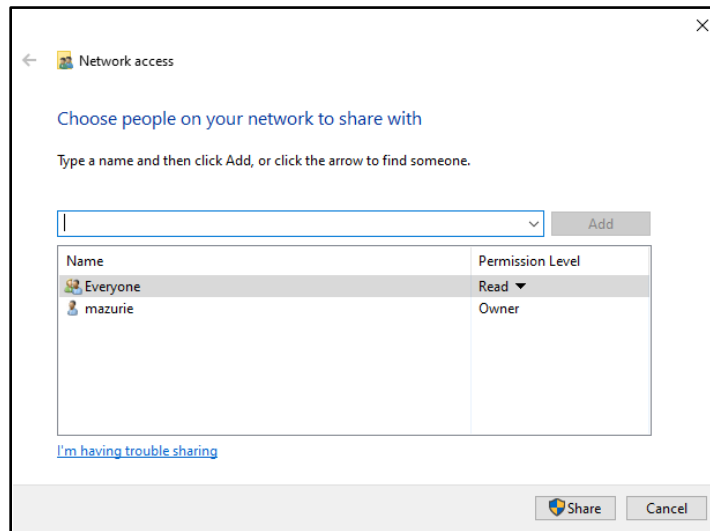 Network access
Choose people on your network to share with
Type a name and then click Add, or click the arrow to find someone.
Add
Name Permission Level
Everyone Read
mazurie Owner
I'm having trouble sharing
Share Cancel